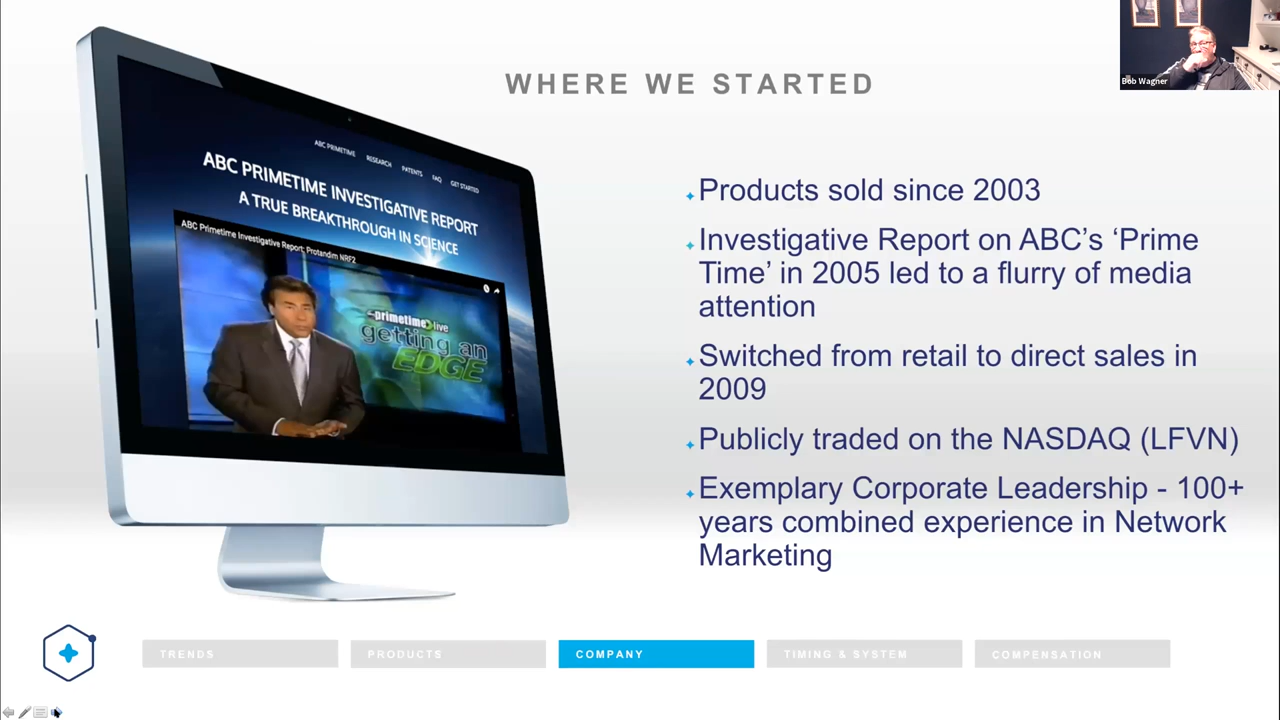 Bob Wagner
WHERE WE STARTED
ABC PRIMETIME RESEARCH PATENTS FAQ GET STARTED
ABC PRIMETIME INVESTIGATIVE REPORT
A TRUE BREAKTHROUGH IN SCIENCE
ABC Primetime Investigative Report; Protandim NRF2
primetime live
getting an
EDGE
Products sold since 2003
Investigative Report on ABC’s ‘Prime
Time’ in 2005 led to a flurry of media
attention
Switched from retail to direct sales in
2009
Publicly traded on the NASDAQ (LFVN)
Exemplary Corporate Leadership - 100+
years combined experience in Network
Marketing
TRENDS PRODUCTS COMPANY TIMING & SYSTEM COMPENSATION